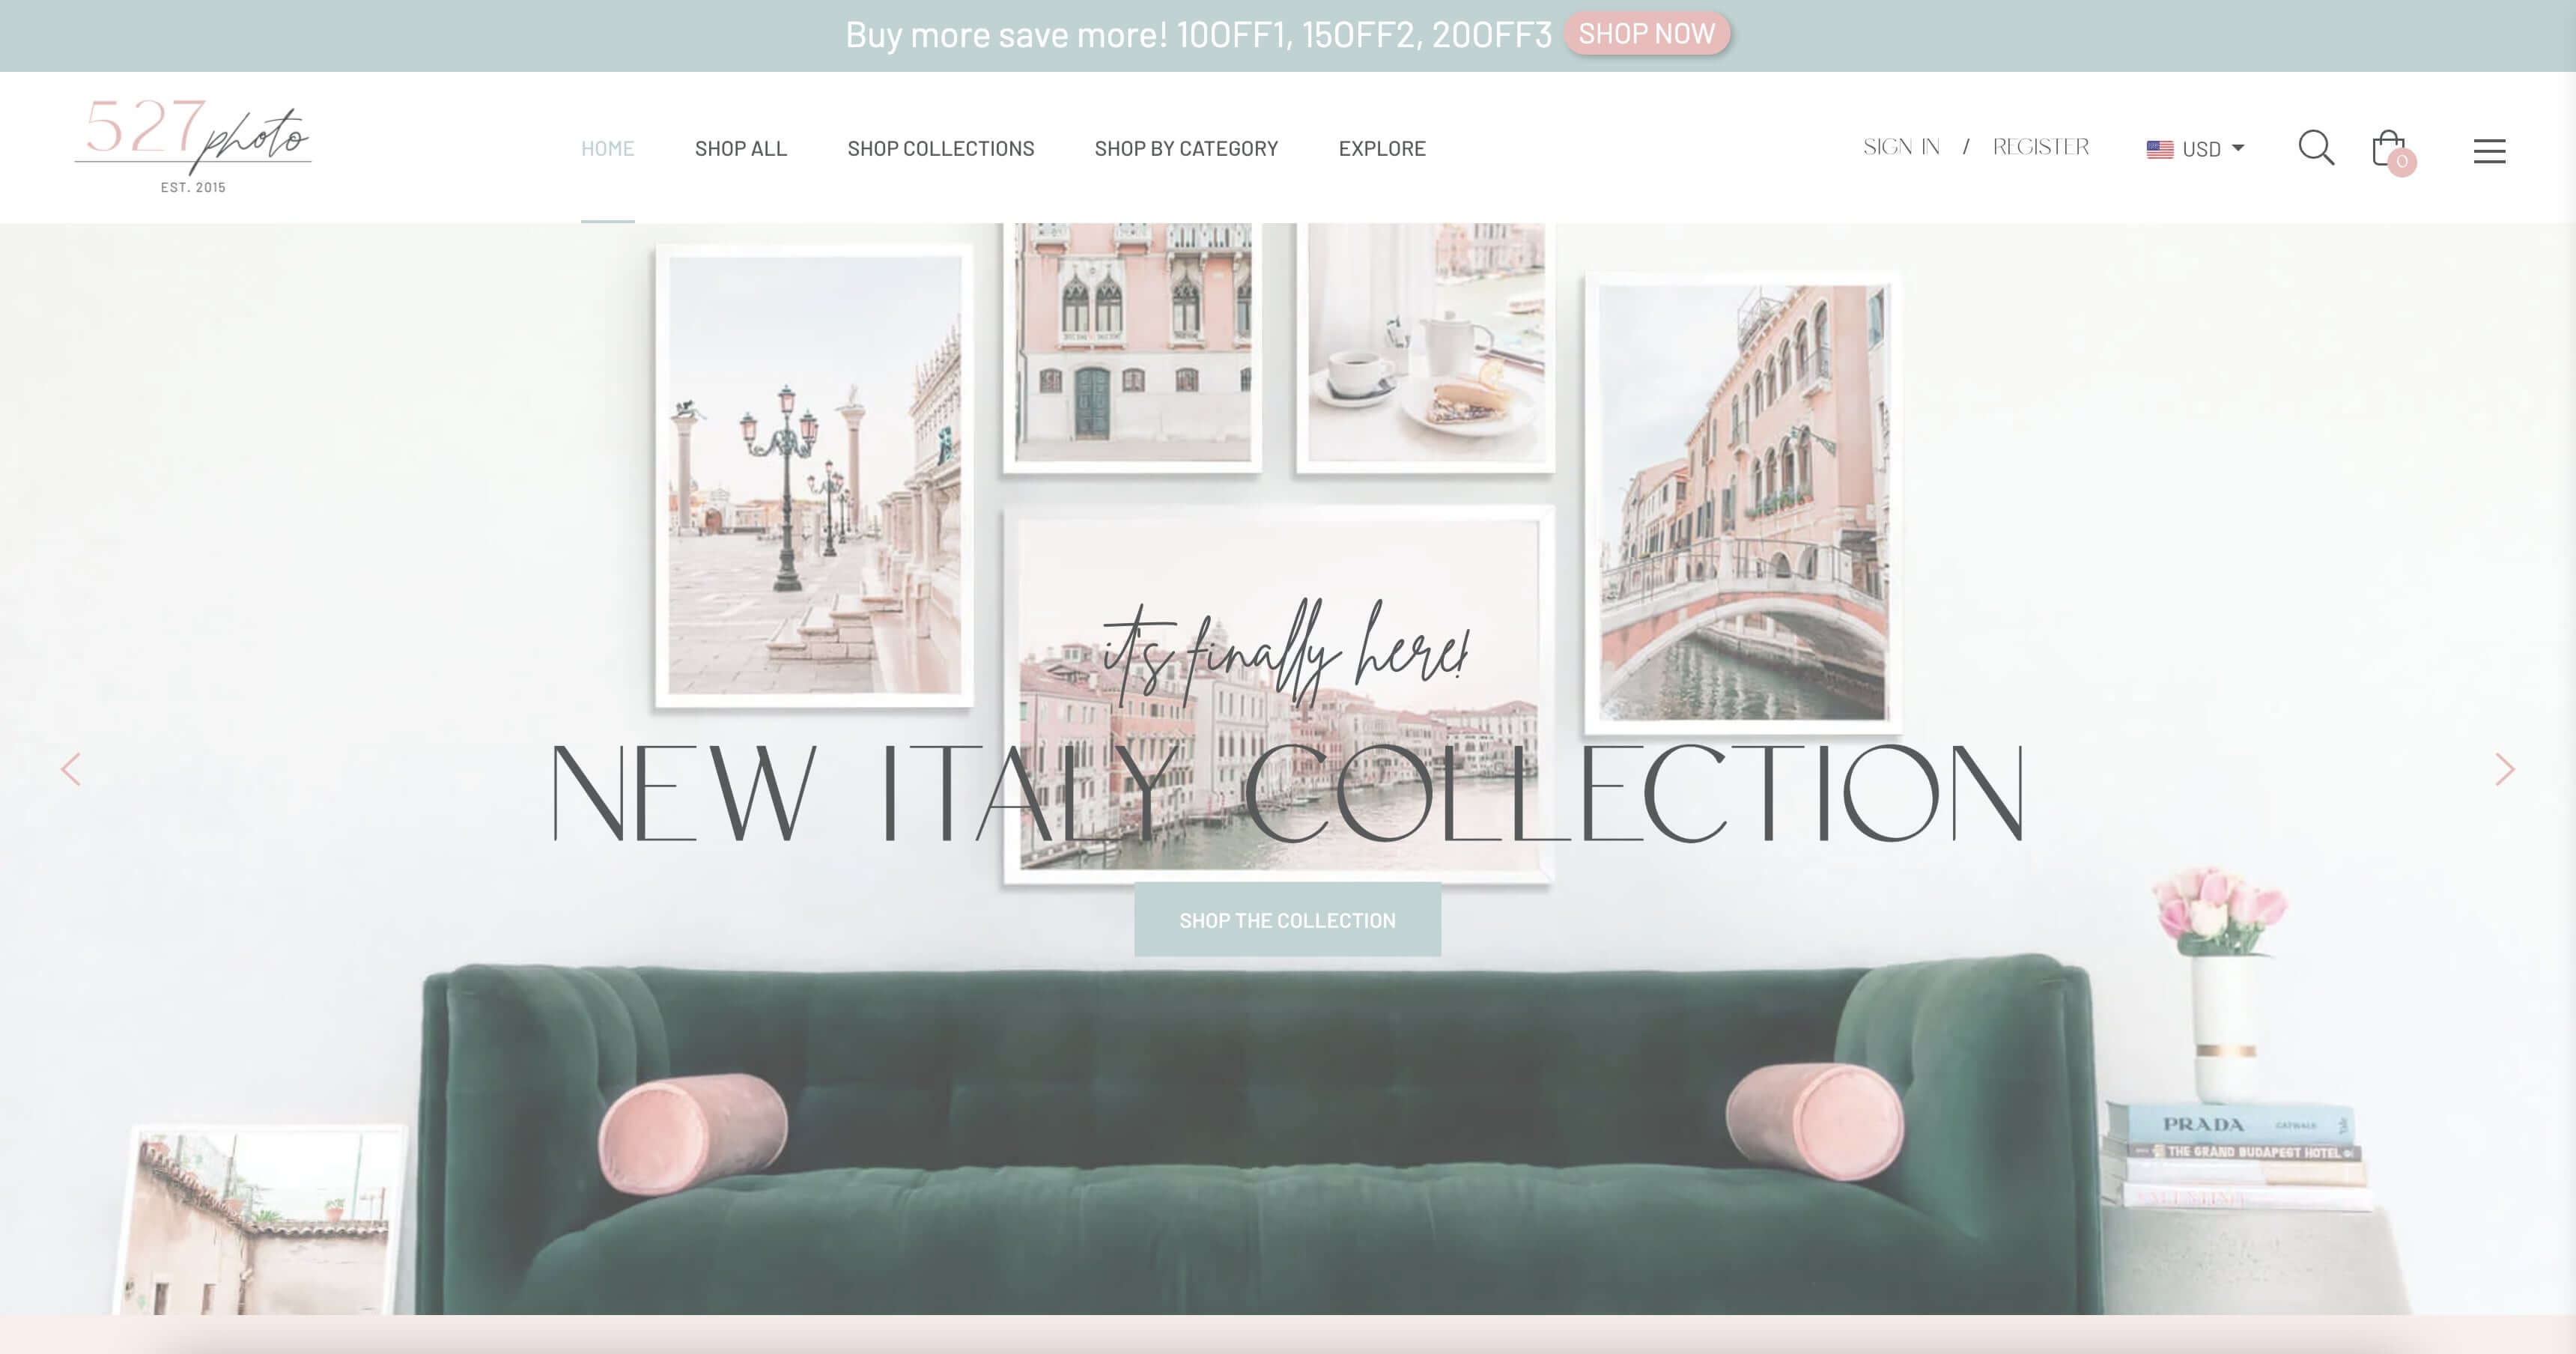 Buy more save more! 10OFF1, 15OFF2, 20OFF3 SHOP NOW
527 photo
EST. 2015
HOME SHOP ALL SHOP COLLECTIONS SHOP BY CATEGORY EXPLORE
SIGN IN / REGISTER USD 0
it's finally here!
NEW ITALY COLLECTION
SHOP THE COLLECTION
PRADA CATWALK
THE GRAND BUDAPEST HOTEL
VALENTINO